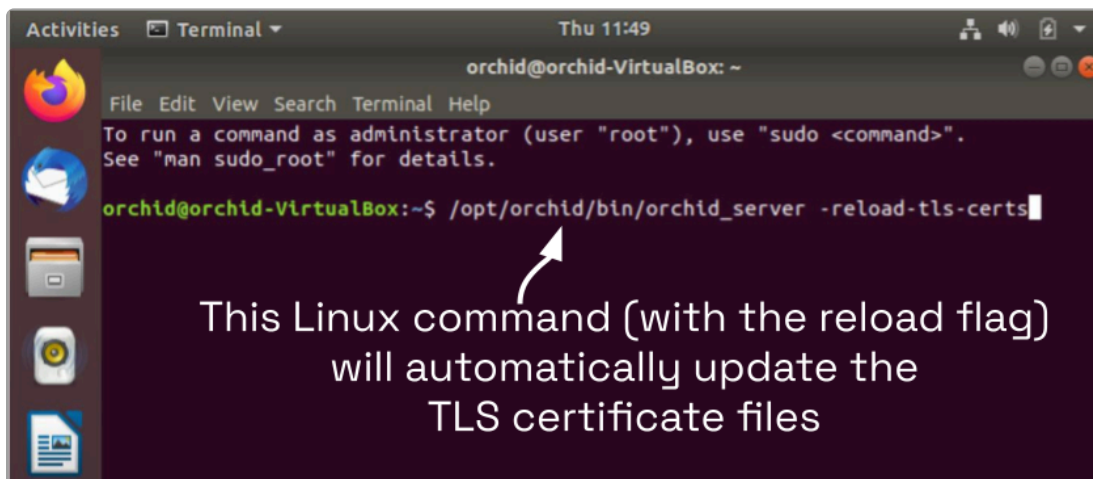 Activities Terminal Thu 11:49
orchid@orchid-VirtualBox: ~
File Edit View Search Terminal Help
To run a command as administrator (user "root"), use "sudo <command>".
See "man sudo_root" for details.
orchid@orchid-VirtualBox:~$ /opt/orchid/bin/orchid_server -reload-tls-certs
This Linux command (with the reload flag)
will automatically update the
TLS certificate files